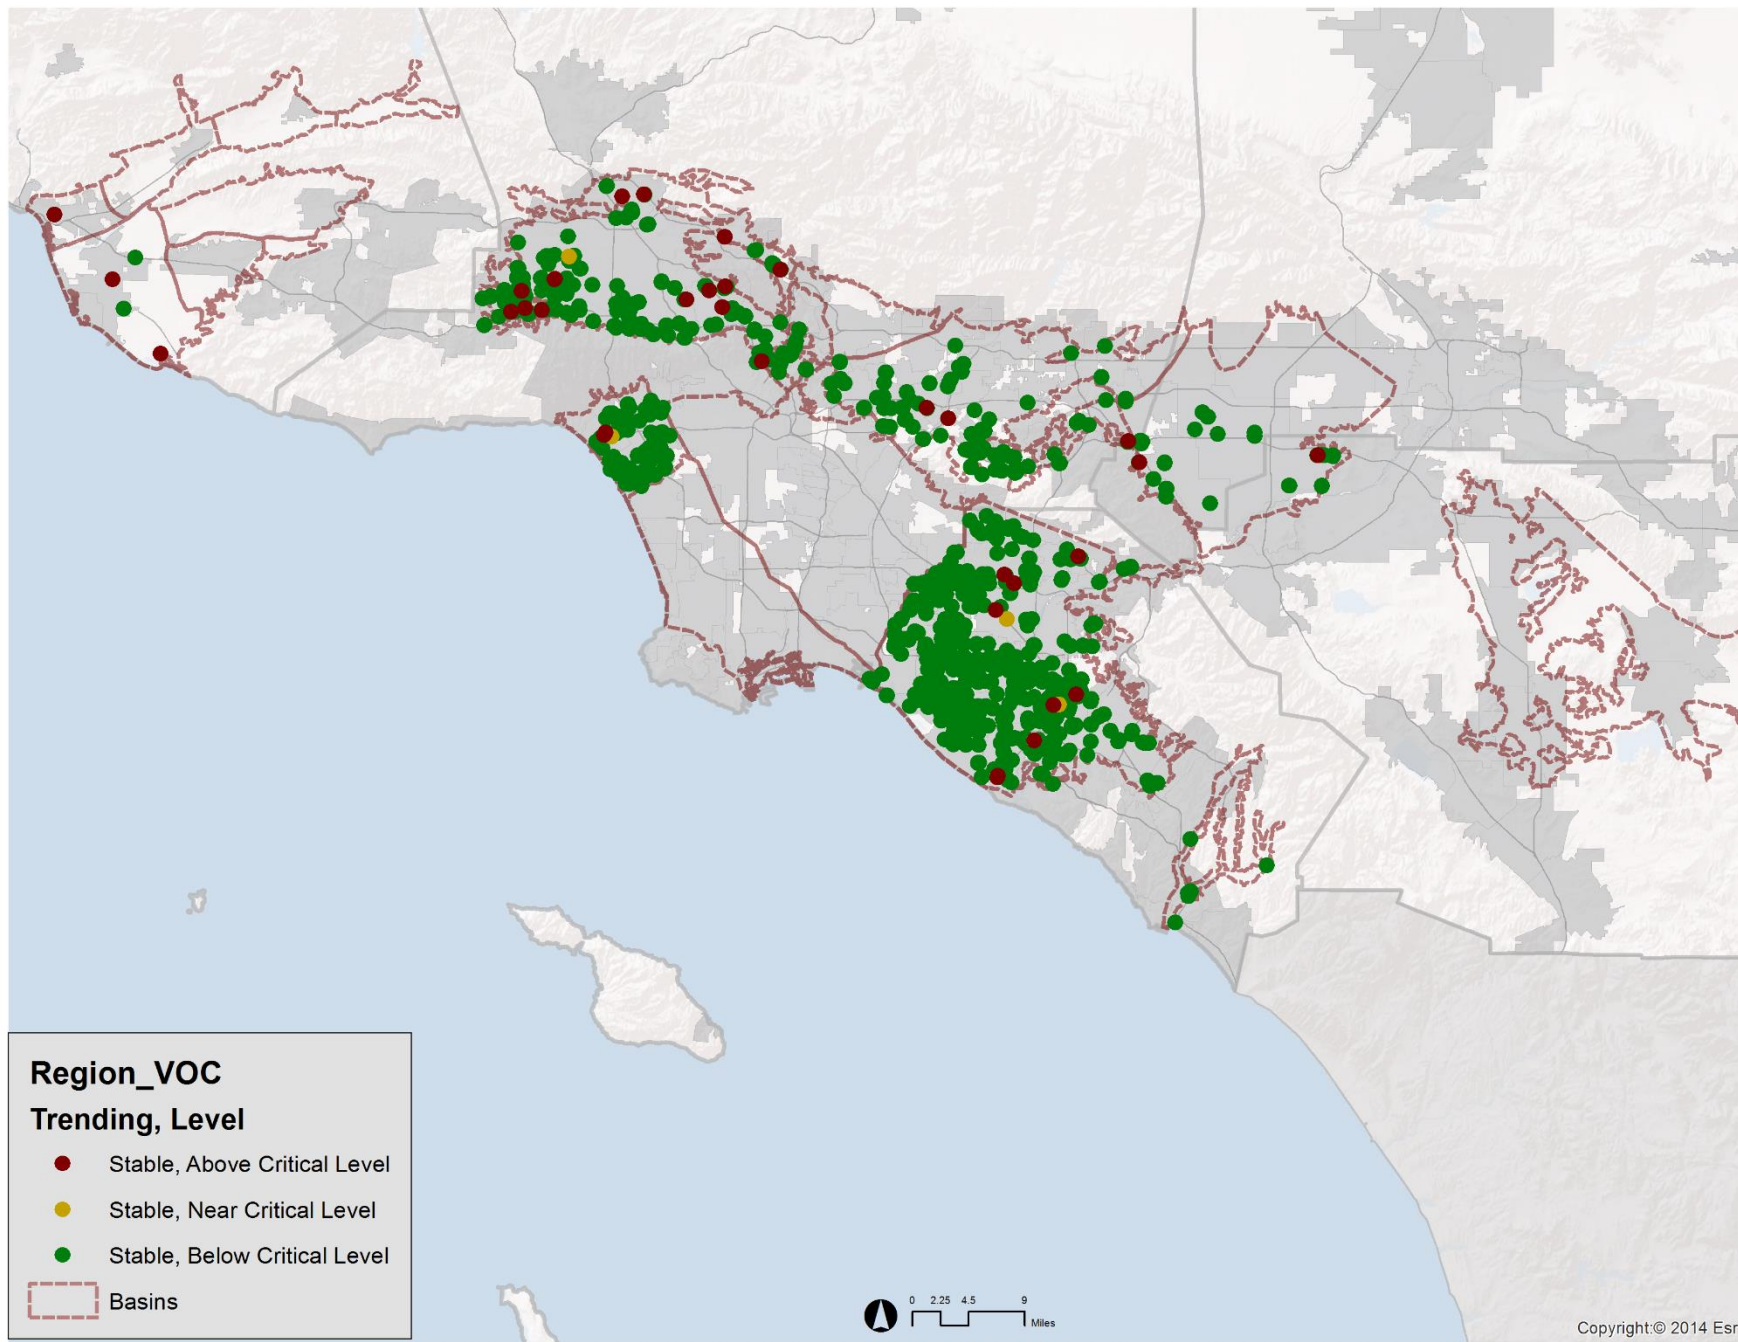 Region_VOC
Trending, Level
Stable, Above Critical Level
Stable, Near Critical Level
Stable, Below Critical Level
Basins
0 2.25 4.5 9
Miles
Copyright:© 2014 Esr